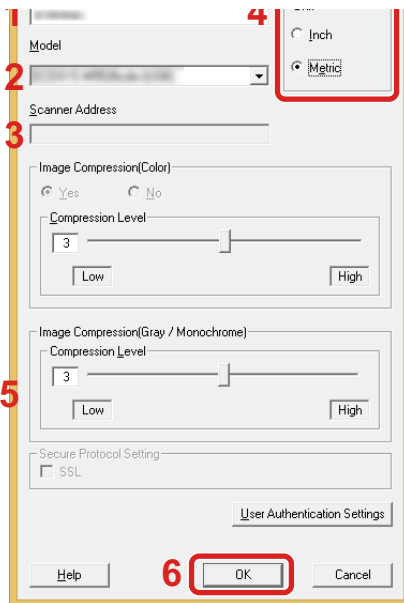 1
4
Inch
Model
2
Metric
Scanner Address
3
Image Compression(Color)
Yes No
Compression Level
3
Low High
Image Compression(Gray / Monochrome)
Compression Level
3
5
Low High
Secure Protocol Setting
SSL
User Authentication Settings
6
Help OK Cancel